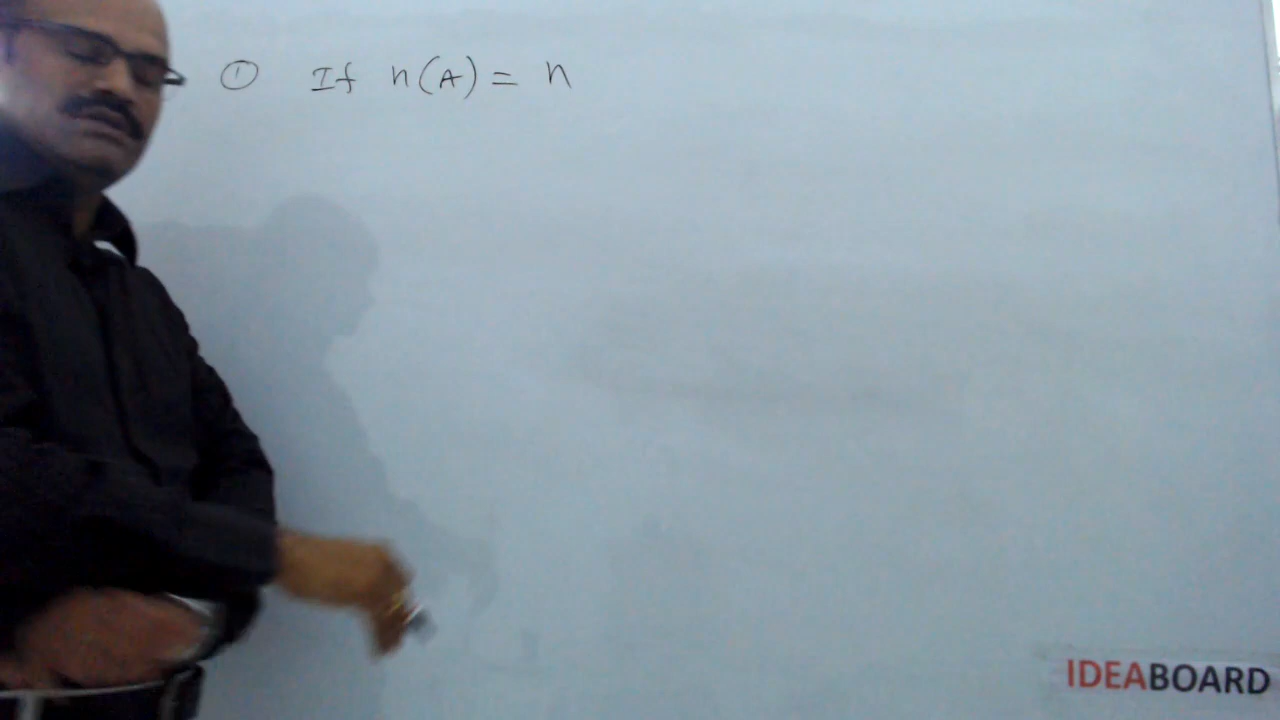 ① If n(A) = n
IDEABOARD